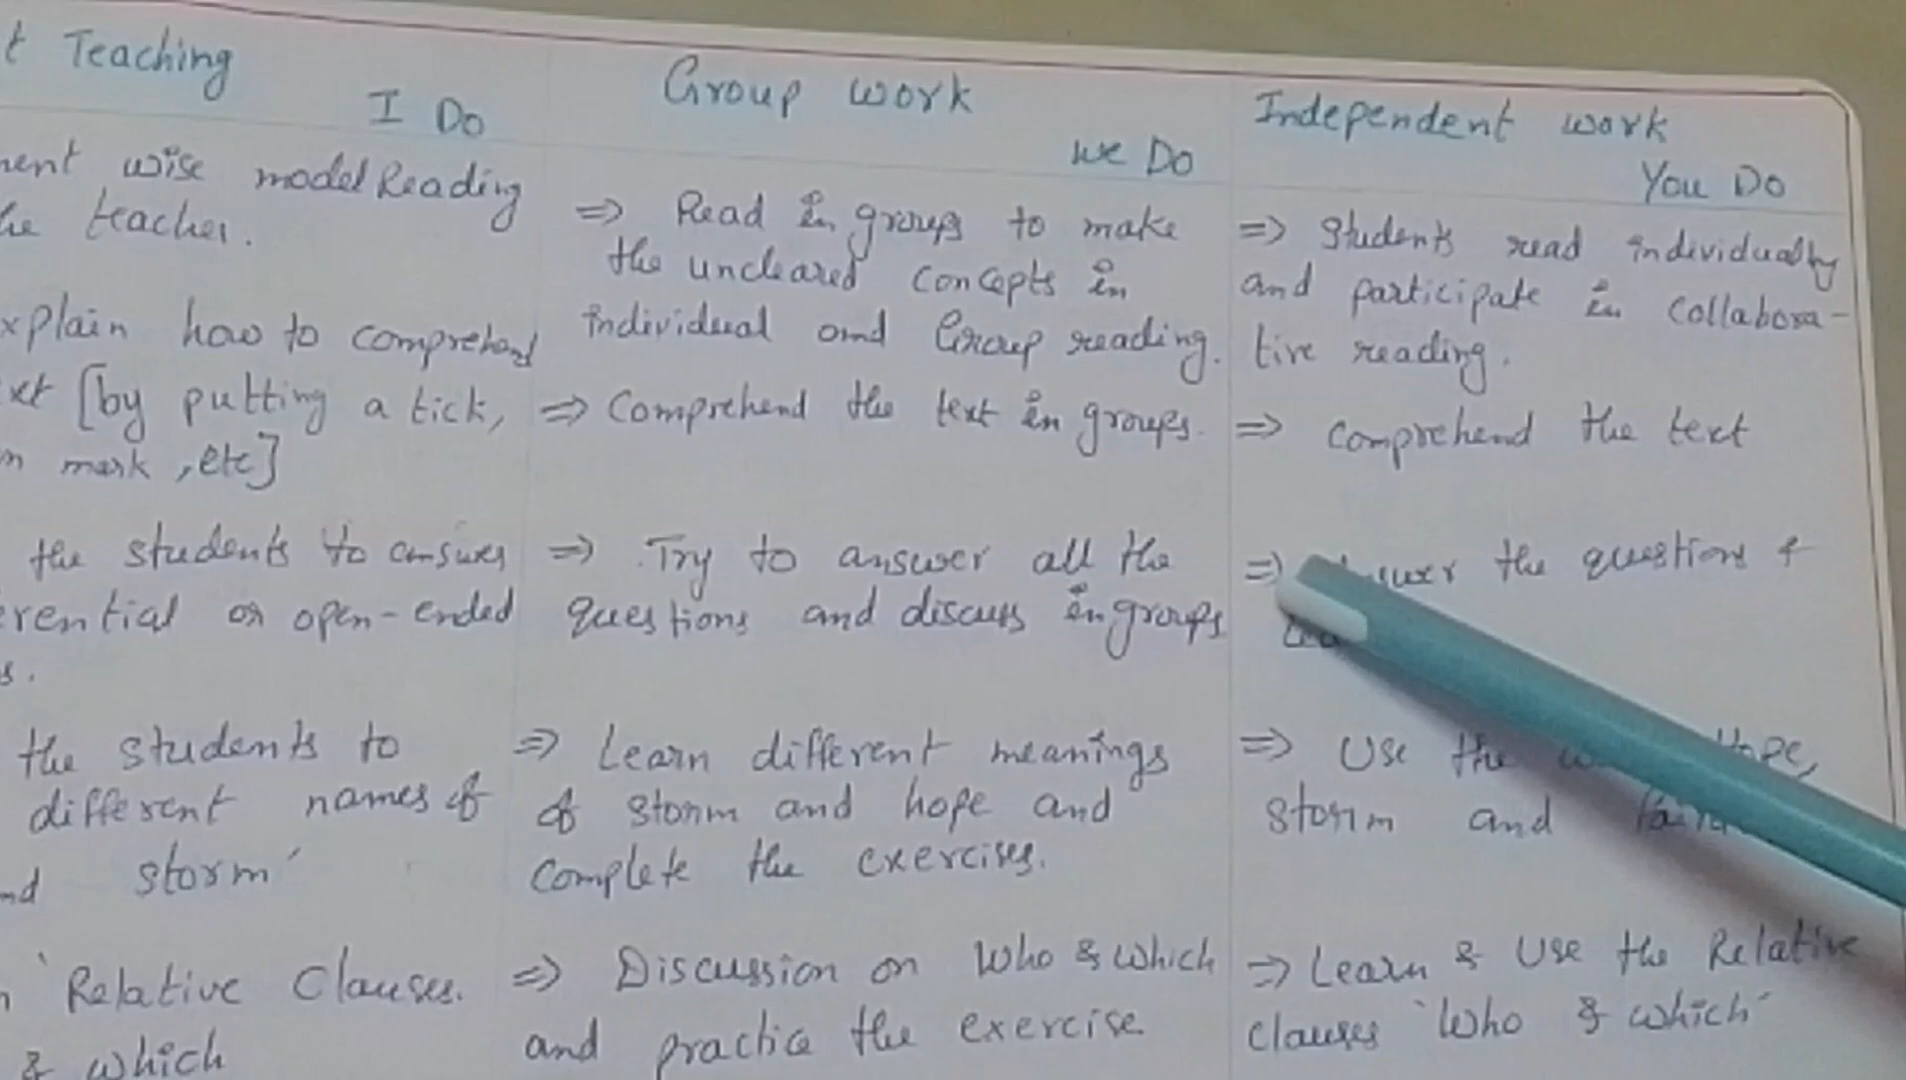 t Teaching
I Do
ment wise model Reading
he teacher.
xplain how to comprehend
xt [by putting a tick,
n mark, etc]
the students to answer
rential or open-ended
s.
the students to
different names of
nd storm'
n 'Relative Clauses.
& which
Group work
we Do
⇒ Read in groups to make
the uncleared concepts in
individual and Group reading.
⇒ Comprehend the text in groups.
⇒ Try to answer all the
questions and discuss in groups
⇒ Learn different meanings
of storm and hope and
complete the exercises.
⇒ Discussion on Who & which
and practice the exercise
Independent work
You Do
⇒ Students read individually
and participate in collabora-
tive reading.
⇒ comprehend the text
⇒ the questions &
⇒ Use the
storm and
⇒ Learn & Use the Relative
clauses 'Who & which'